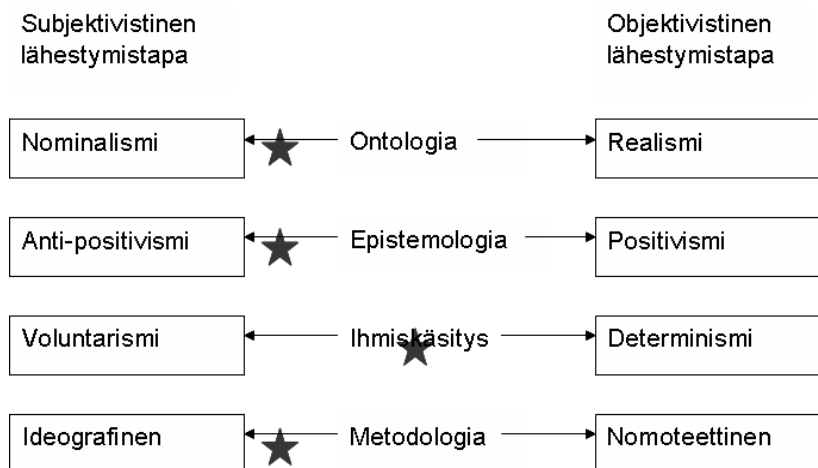 Subjektivistinen
lähestymistapa
Objektivistinen
lähestymistapa
Nominalismi
Ontologia
Realismi
Anti-positivismi
Epistemologia
Positivismi
Voluntarismi
Ihmiskäsitys
Determinismi
Ideografinen
Metodologia
Nomoteettinen